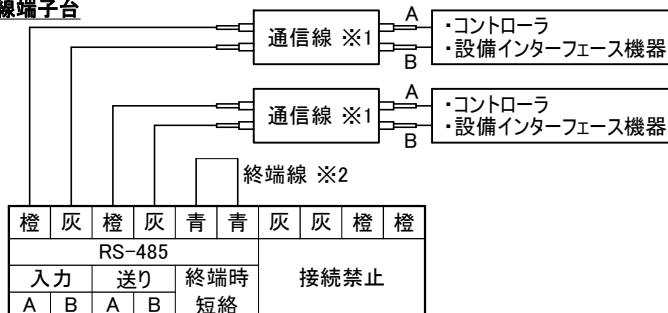 線端子台
通信線 ※1
A
B
・コントローラ
・設備インターフェース機器
通信線 ※1
A
B
・コントローラ
・設備インターフェース機器
終端線 ※2
橙 灰 橙 灰 青 青 灰 灰 橙 橙
RS-485
入力 送り 終端時
短絡
接続禁止
A B A B